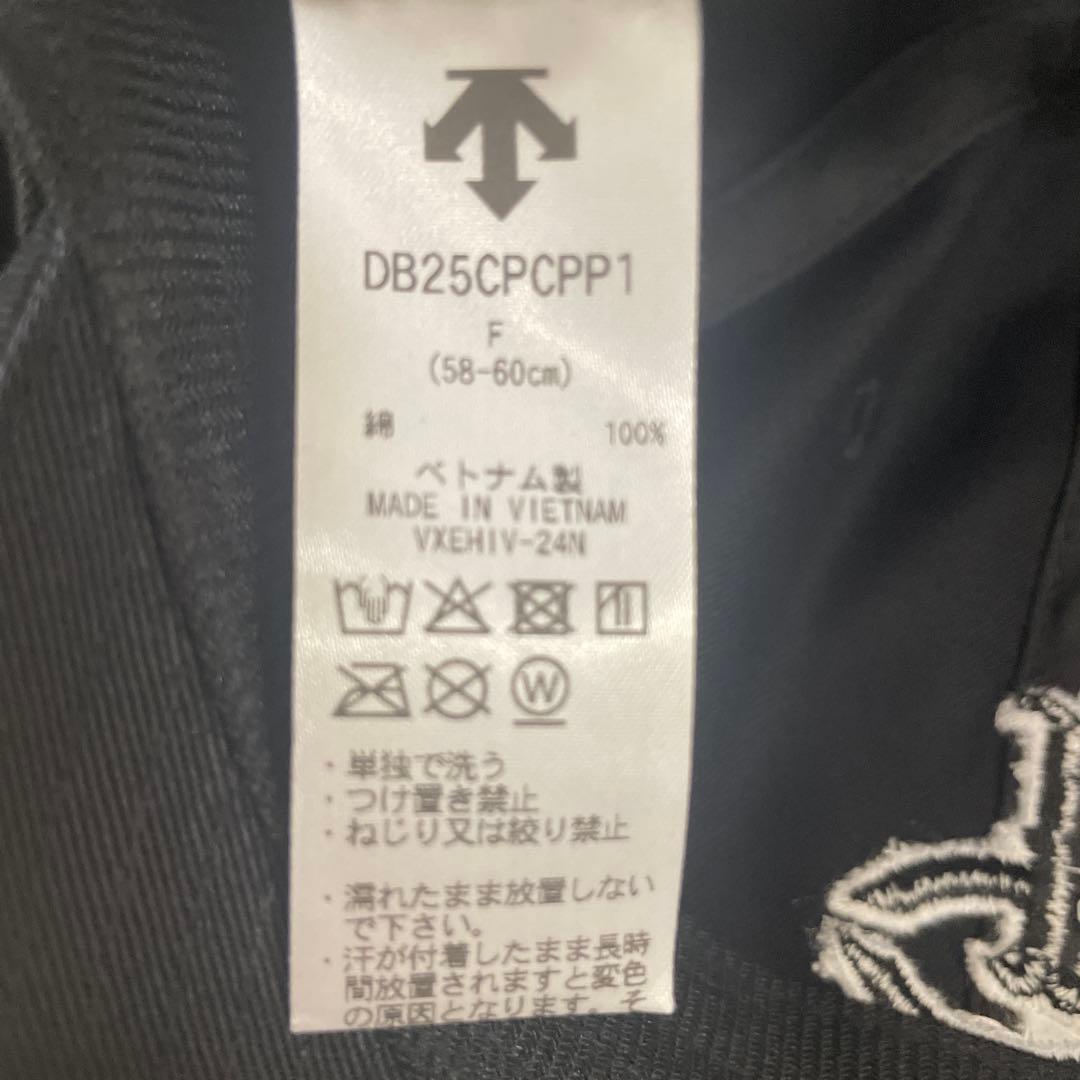 DB25CPCPP1
F
(58-60cm)
綿 100%
ベトナム製
MADE IN VIETNAM
VXEHIV-24N
W
・単独で洗う
・つけ置き禁止
・ねじり又は絞り禁止
・濡れたまま放置しない
で下さい。
・汗が付着したまま長時
間放置されますと変色
の原因となります。そ